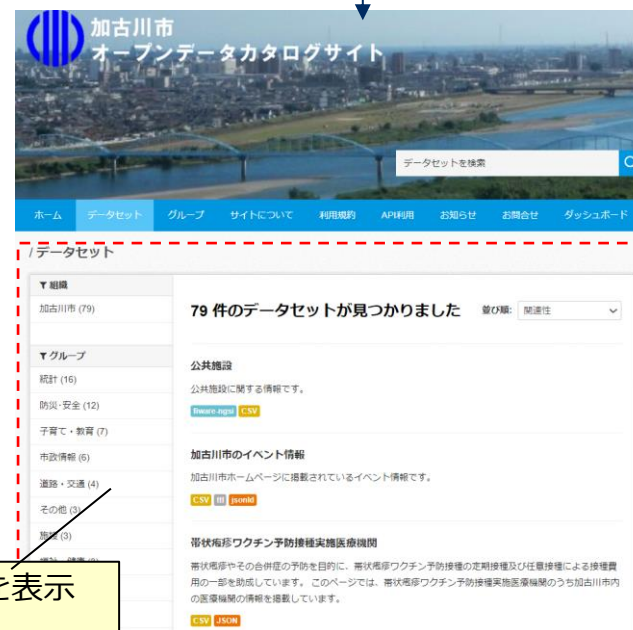 加古川市
オープンデータカタログサイト
データセットを検索
ホーム データセット グループ サイトについて 利用規約 API利用 お知らせ お問合せ ダッシュボード
/ データセット
組織
加古川市 (79)
79 件のデータセットが見つかりました 並び順: 関連性
グループ
統計 (16)
防災・安全 (12)
子育て・教育 (7)
市政情報 (6)
道路・交通 (4)
その他 (3)
施設 (3)
公共施設
公共施設に関する情報です。
fiware-ngsi CSV
加古川市のイベント情報
加古川市ホームページに掲載されているイベント情報です。
CSV ttl jsonld
帯状疱疹ワクチン予防接種実施医療機関
帯状疱疹やその合併症の予防を目的に、帯状疱疹ワクチン予防接種の定期接種及び任意接種による接種費
用の一部を助成しています。 このページでは、帯状疱疹ワクチン予防接種実施医療機関のうち加古川市内
の医療機関の情報を掲載しています。
CSV JSON
を表示